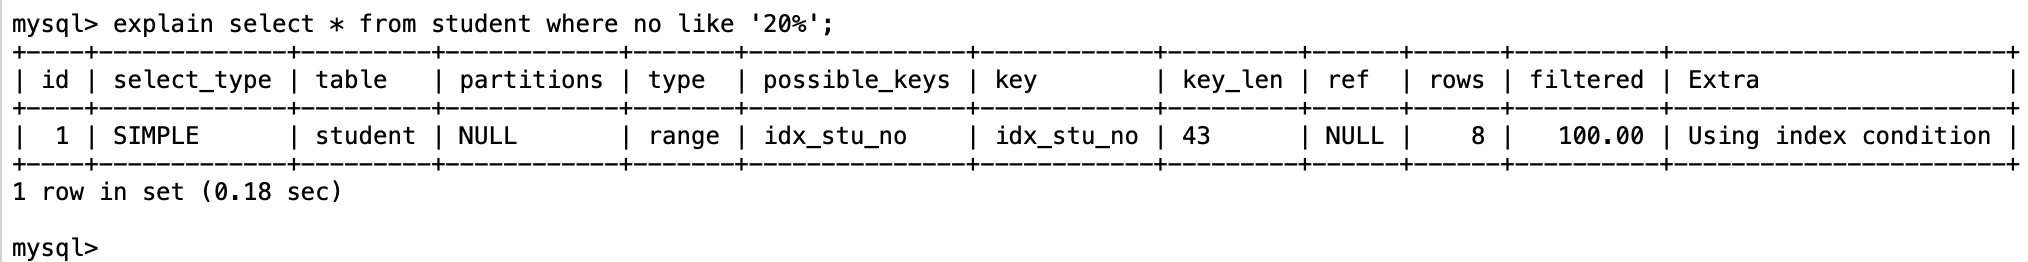 mysql> explain select * from student where no like '20%';
+----+-------------+---------+------------+-------+---------------+------------+---------+------+------+----------+-----------------------+
| id | select_type | table   | partitions | type  | possible_keys | key        | key_len | ref  | rows | filtered | Extra                 |
+----+-------------+---------+------------+-------+---------------+------------+---------+------+------+----------+-----------------------+
|  1 | SIMPLE      | student | NULL       | range | idx_stu_no    | idx_stu_no | 43      | NULL |    8 |   100.00 | Using index condition |
+----+-------------+---------+------------+-------+---------------+------------+---------+------+------+----------+-----------------------+
1 row in set (0.18 sec)
mysql>